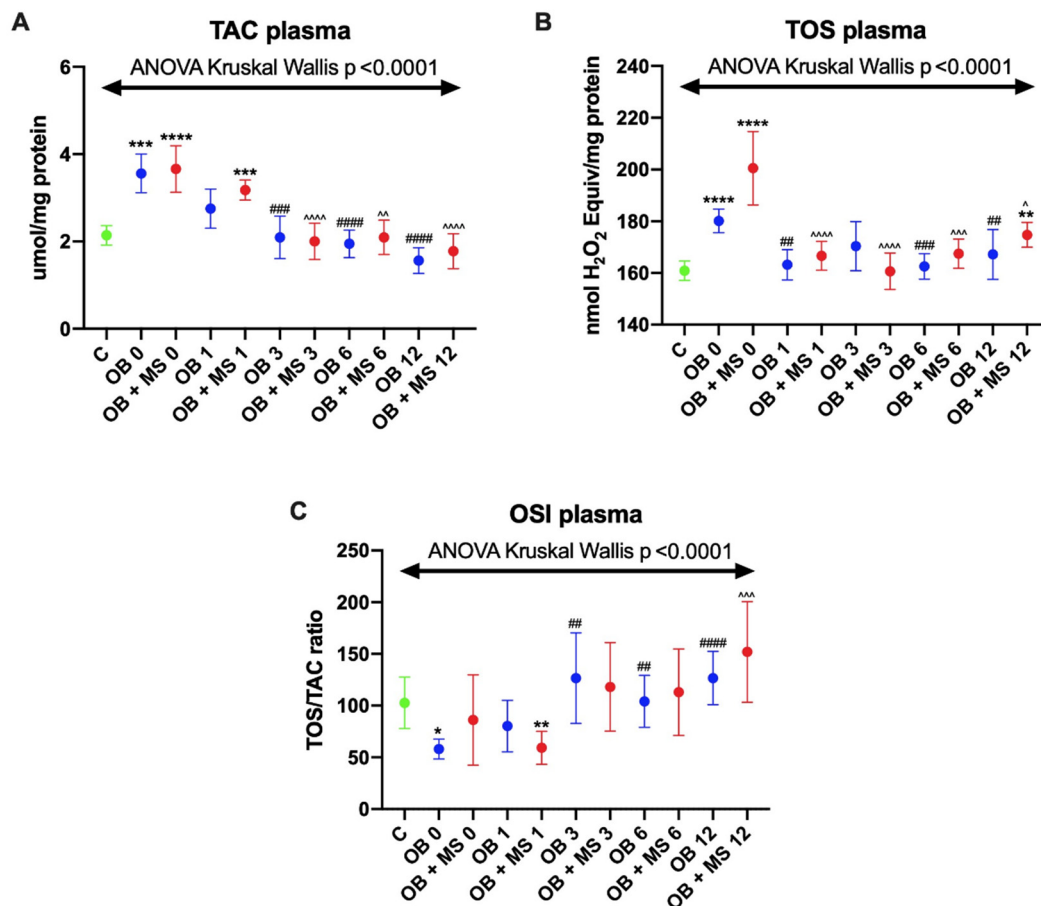 A
TAC plasma
ANOVA Kruskal Wallis p <0.0001
umol/mg protein
6
4
2
0
***
****
***
###
^^^^
####
^^
####
^^^^
C
OB 0
OB + MS 0
OB 1
OB + MS 1
OB 3
OB + MS 3
OB 6
OB + MS 6
OB 12
OB + MS 12
B
TOS plasma
ANOVA Kruskal Wallis p <0.0001
nmol H₂O₂ Equiv/mg protein
240
220
200
180
160
140
****
****
##
^^^^
^^^^
###
^^^
##
^
**
C
OB 0
OB + MS 0
OB 1
OB + MS 1
OB 3
OB + MS 3
OB 6
OB + MS 6
OB 12
OB + MS 12
C
OSI plasma
ANOVA Kruskal Wallis p <0.0001
TOS/TAC ratio
250
200
150
100
50
0
*
**
##
##
####
^^^
C
OB 0
OB + MS 0
OB 1
OB + MS 1
OB 3
OB + MS 3
OB 6
OB + MS 6
OB 12
OB + MS 12